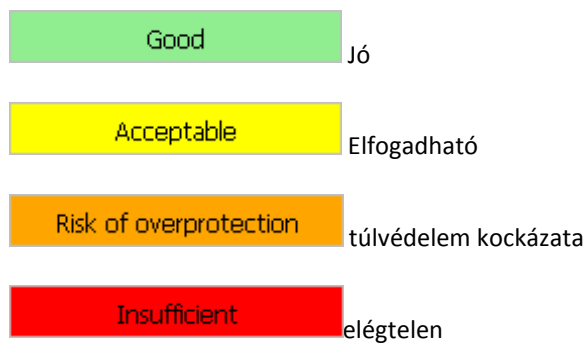 Good Jó
Acceptable Elfogadható
Risk of overprotection túlvédelem kockázata
Insufficient elégtelen